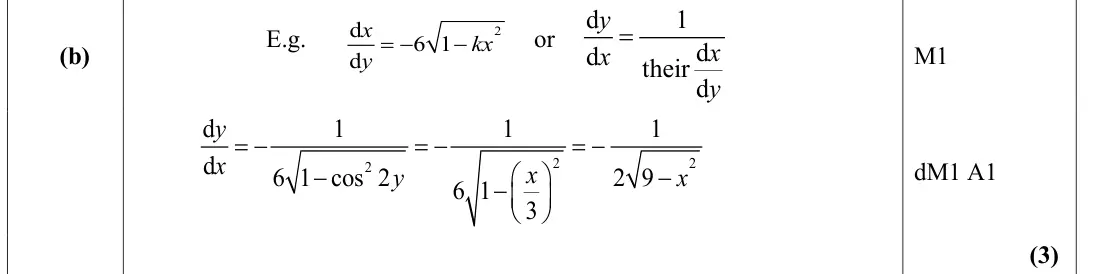 (b) E.g. dx/dy = −6√(1 − kx²) or dy/dx = 1/(their dx/dy) M1
dy/dx = −1/(6√(1 − cos² 2y)) = −1/(6√(1 − (x/3)²)) = −1/(2√(9 − x²)) dM1 A1
(3)